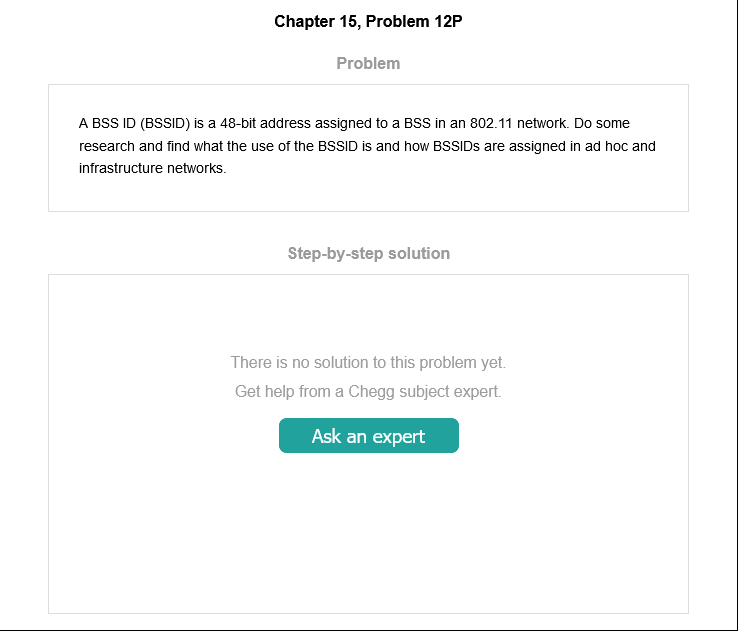 Chapter 15, Problem 12P
Problem
A BSS ID (BSSID) is a 48-bit address assigned to a BSS in an 802.11 network. Do some
research and find what the use of the BSSID is and how BSSIDs are assigned in ad hoc and
infrastructure networks.
Step-by-step solution
There is no solution to this problem yet.
Get help from a Chegg subject expert.
Ask an expert